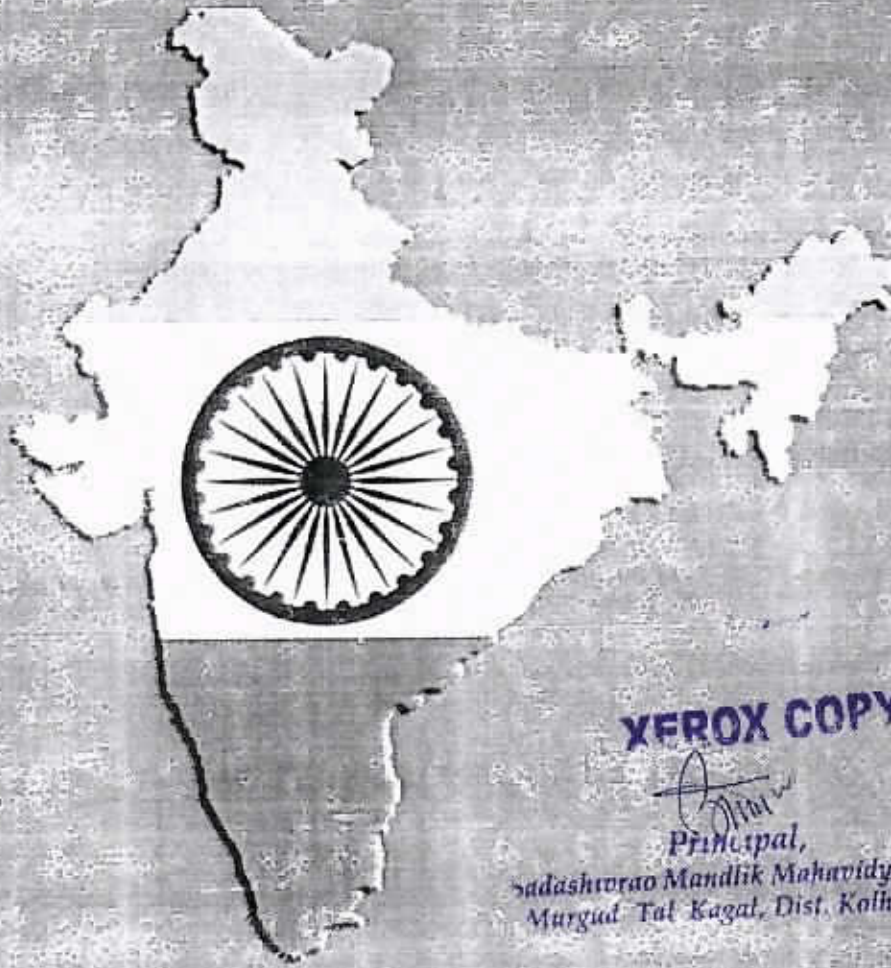 XEROX COPY
Principal,
Sadashivrao Mandlik Mahavidy
Murgud Tal Kagal, Dist. Kolh